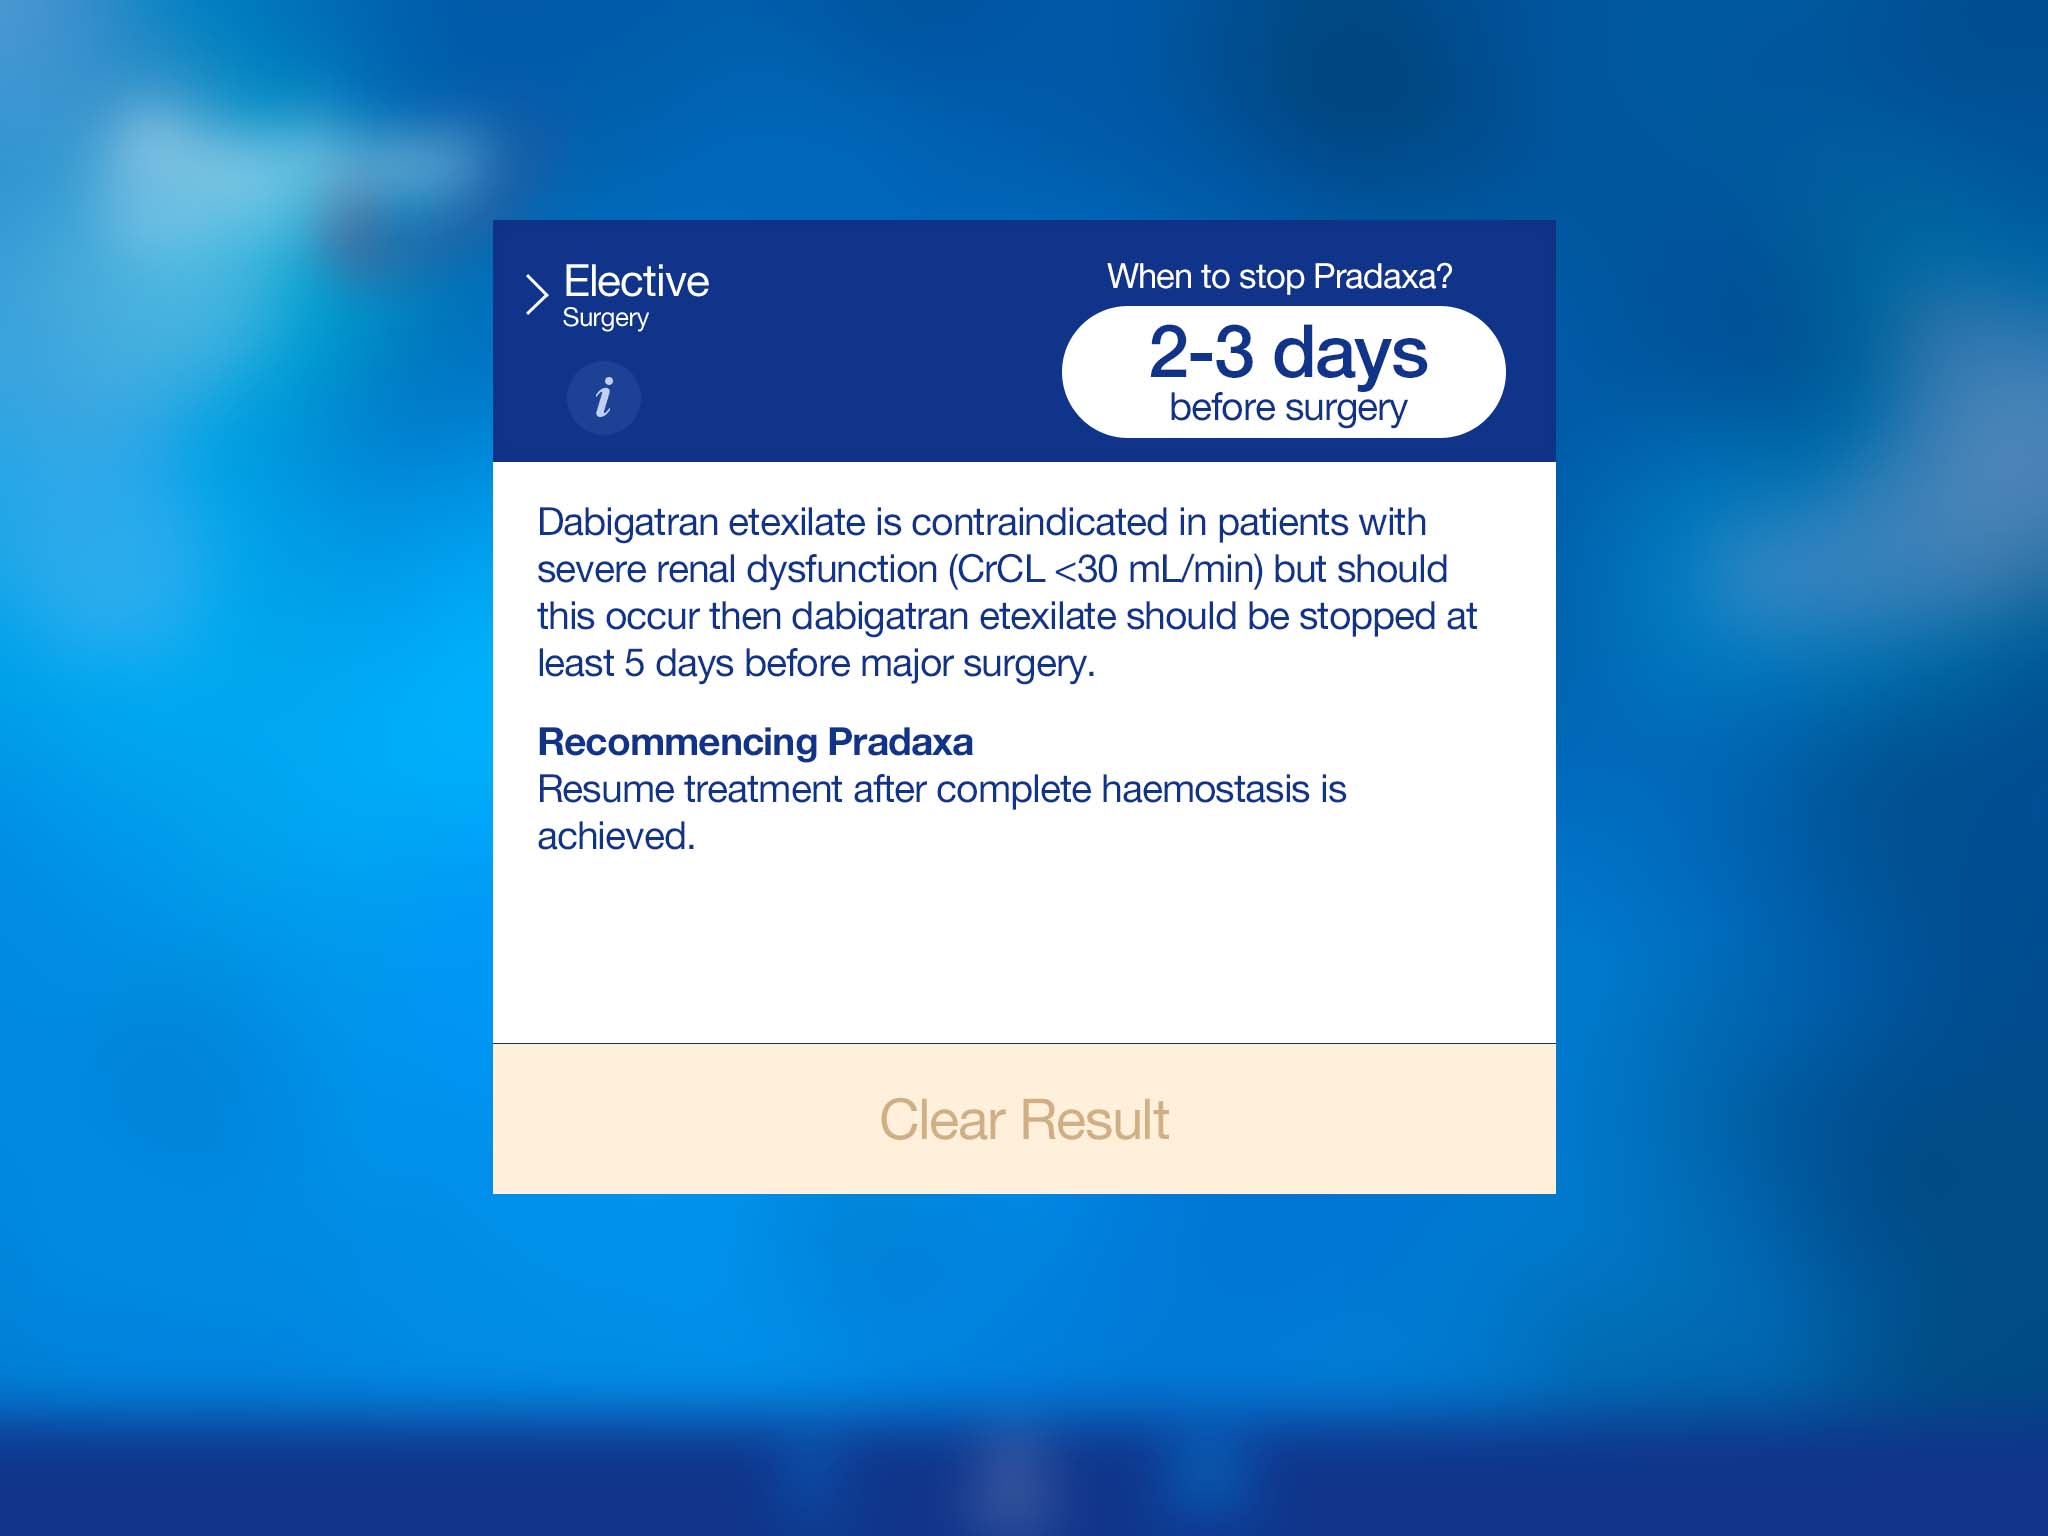 Elective
Surgery
i
When to stop Pradaxa?
2-3 days
before surgery
Dabigatran etexilate is contraindicated in patients with
severe renal dysfunction (CrCL <30 mL/min) but should
this occur then dabigatran etexilate should be stopped at
least 5 days before major surgery.
Recommencing Pradaxa
Resume treatment after complete haemostasis is
achieved.
Clear Result